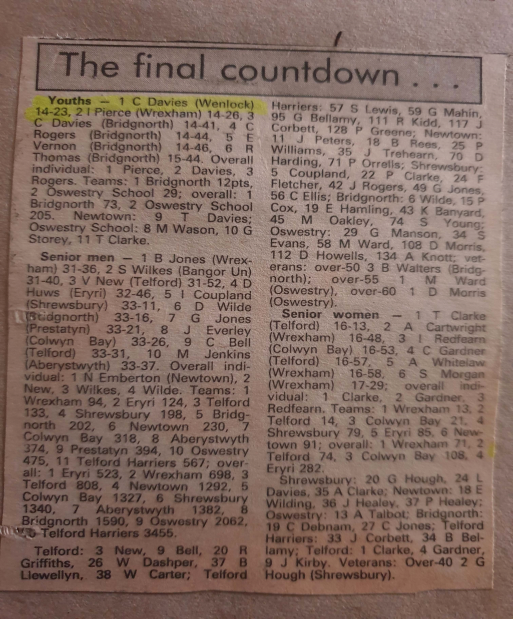 The final countdown . . .
Youths — 1 C Davies (Wenlock)
14-23, 2 I Pierce (Wrexham) 14-26, 3
C Davies (Bridgnorth) 14-41, 4 C
Rogers (Bridgnorth) 14-44, 5 E
Vernon (Bridgnorth) 14-46, 6 R
Thomas (Bridgnorth) 15-44. Overall
individual: 1 Pierce, 2 Davies, 3
Rogers. Teams: 1 Bridgnorth 12pts,
2 Oswestry School 29; overall: 1
Bridgnorth 73, 2 Oswestry School
205. Newtown: 9 T Davies;
Oswestry School: 8 M Wason, 10 G
Storey, 11 T Clarke.
Senior men — 1 B Jones (Wrex-
ham) 31-36, 2 S Wilkes (Bangor Un)
31-40, 3 V New (Telford) 31-52, 4 D
Huws (Eryri) 32-46, 5 I Coupland
(Shrewsbury) 33-11, 6 D Wilde
(Bridgnorth) 33-16, 7 G Jones
(Prestatyn) 33-21, 8 J Everley
(Colwyn Bay) 33-26, 9 C Bell
(Telford) 33-31, 10 M Jenkins
(Aberystwyth) 33-37. Overall indi-
vidual: 1 N Emberton (Newtown), 2
New, 3 Wilkes, 4 Wilde. Teams: 1
Wrexham 94, 2 Eryri 124, 3 Telford
133, 4 Shrewsbury 198, 5 Bridg-
north 202, 6 Newtown 230, 7
Colwyn Bay 318, 8 Aberystwyth
374, 9 Prestatyn 394, 10 Oswestry
475, 11 Telford Harriers 567; over-
all: 1 Eryri 523, 2 Wrexham 698, 3
Telford 808, 4 Newtown 1292, 5
Colwyn Bay 1327, 6 Shrewsbury
1340, 7 Aberystwyth 1382, 8
Bridgnorth 1590, 9 Oswestry 2062,
Telford Harriers 3455.
Telford: 3 New, 9 Bell, 20 R
Griffiths, 26 W Dashper, 37 B
Llewellyn, 38 W Carter; Telford
Harriers: 57 S Lewis, 59 G Mahin,
95 G Bellamy, 111 R Kidd, 117 J
Corbett, 128 P Greene; Newtown:
11 J Peters, 18 B Rees, 25 P
Williams, 35 J Trehearn, 70 D
Harding, 71 P Orrells; Shrewsbury:
5 Coupland, 22 P Clarke, 24 F
Fletcher, 42 J Rogers, 49 G Jones,
56 C Ellis; Bridgnorth: 6 Wilde, 15 P
Cox, 19 E Hamling, 43 K Banyard,
45 M Oakley, 74 S Young;
Oswestry: 29 G Manson, 34 S
Evans, 58 M Ward, 108 D Morris,
112 D Howells, 134 A Knott; vet-
erans: over-50 3 B Walters (Bridg-
north); over-55 1 M Ward
(Oswestry), over-60 1 D Morris
(Oswestry).
Senior women — 1 T Clarke
(Telford) 16-13, 2 A Cartwright
(Wrexham) 16-48, 3 I Redfearn
(Colwyn Bay) 16-53, 4 C Gardner
(Telford) 16-57, 5 A Whitelaw
(Wrexham) 16-58, 6 S Morgan
(Wrexham) 17-29; overall indi-
vidual: 1 Clarke, 2 Gardner, 3
Redfearn. Teams: 1 Wrexham 13, 2
Telford 14, 3 Colwyn Bay 21, 4
Shrewsbury 79, 5 Eryri 85, 6 New-
town 91; overall: 1 Wrexham 71, 2
Telford 74, 3 Colwyn Bay 108, 4
Eryri 282.
Shrewsbury: 20 G Hough, 24 L
Davies, 35 A Clarke; Newtown: 18 E
Wilding, 36 J Healey, 37 P Healey;
Oswestry: 13 A Talbot; Bridgnorth:
19 C Debnam, 27 C Jones; Telford
Harriers: 33 J Corbett, 34 B Bel-
lamy; Telford: 1 Clarke, 4 Gardner,
9 J Kirby. Veterans: Over-40 2 G
Hough (Shrewsbury).